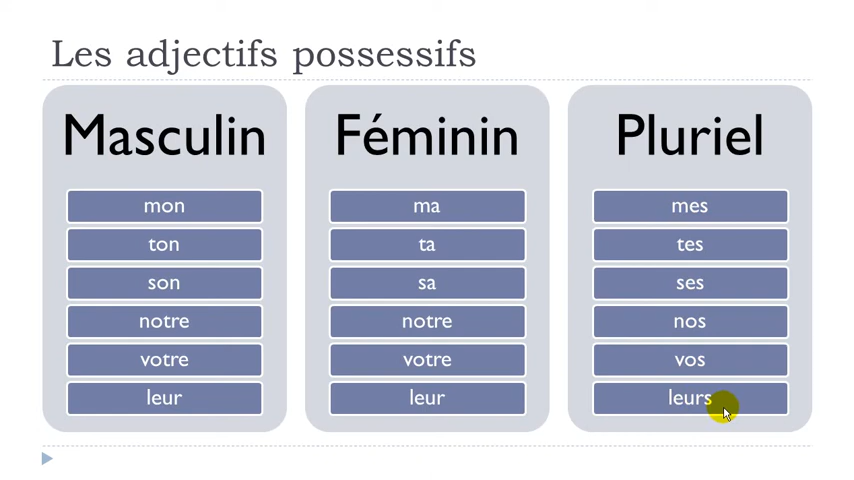 Les adjectifs possessifs
Masculin
mon
ton
son
notre
votre
leur
Féminin
ma
ta
sa
notre
votre
leur
Pluriel
mes
tes
ses
nos
vos
leurs